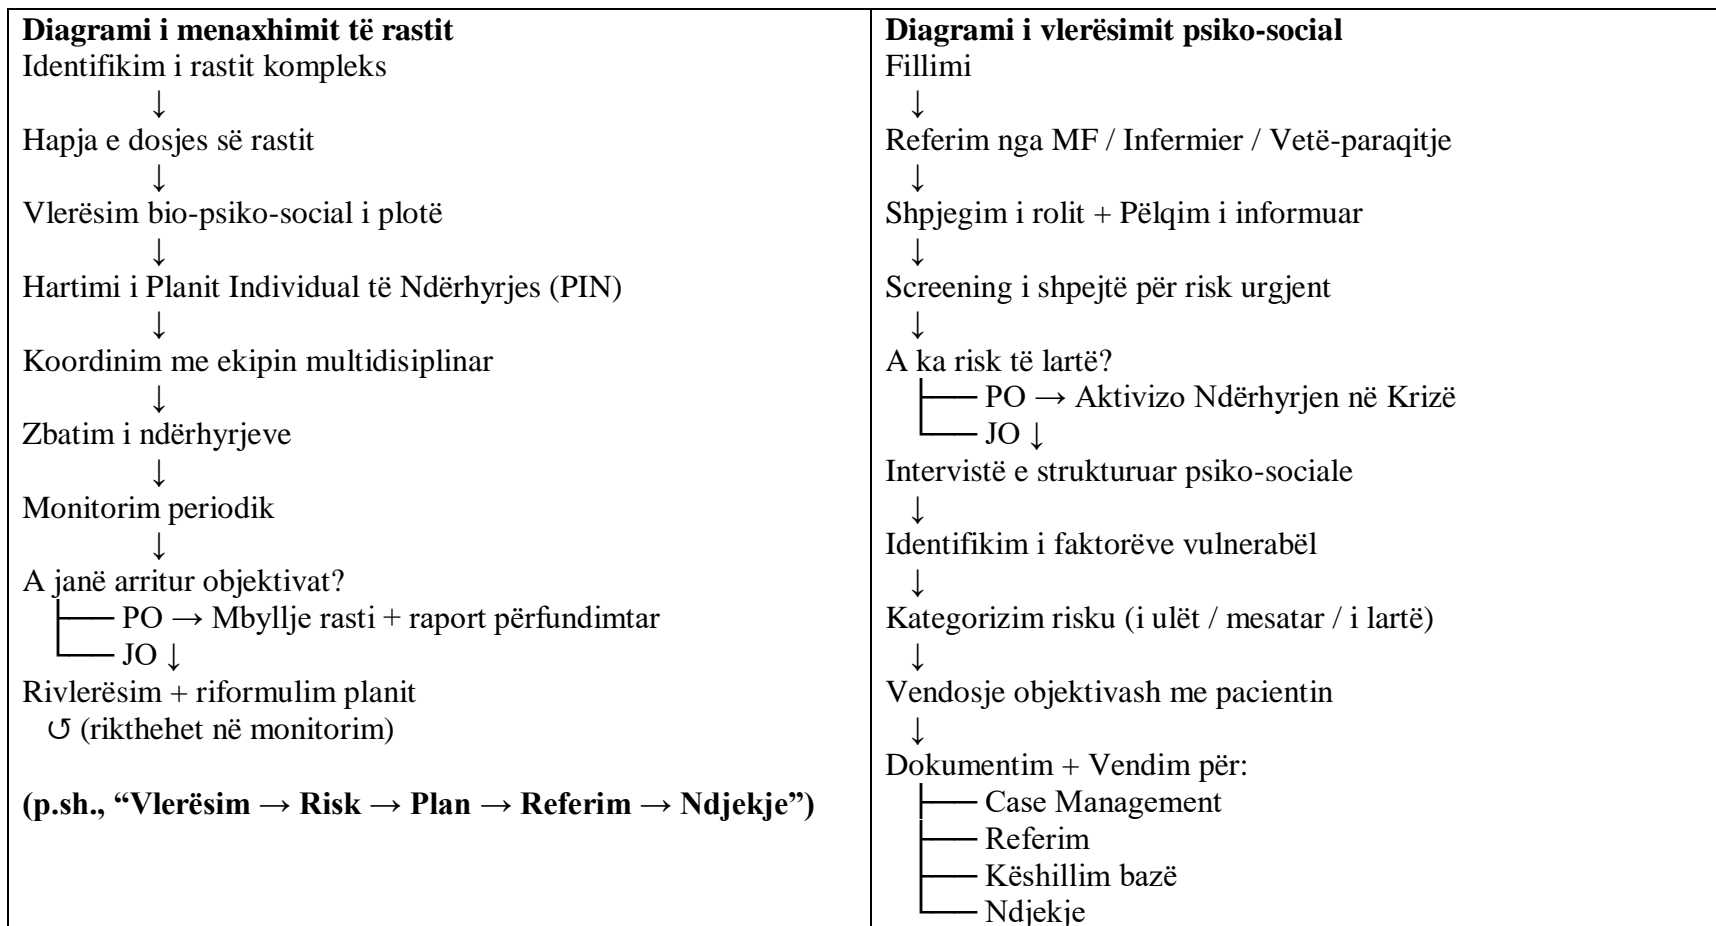 Diagrami i menaxhimit të rastit
Identifikim i rastit kompleks
↓
Hapja e dosjes së rastit
↓
Vlerësim bio-psiko-social i plotë
↓
Hartimi i Planit Individual të Ndërhyrjes (PIN)
↓
Koordinim me ekipin multidisiplinar
↓
Zbatim i ndërhyrjeve
↓
Monitorim periodik
↓
A janë arritur objektivat?
├── PO → Mbyllje rasti + raport përfundimtar
└── JO ↓
Rivlerësim + riformulim planit
↺ (rikthehet në monitorim)
(p.sh., “Vlerësim → Risk → Plan → Referim → Ndjekje”)
Diagrami i vlerësimit psiko-social
Fillimi
↓
Referim nga MF / Infermier / Vetë-paraqitje
↓
Shpjegim i rolit + Pëlqim i informuar
↓
Screening i shpejtë për risk urgjent
↓
A ka risk të lartë?
├── PO → Aktivizo Ndërhyrjen në Krizë
└── JO ↓
Intervistë e strukturuar psiko-sociale
↓
Identifikim i faktorëve vulnerabël
↓
Kategorizim risku (i ulët / mesatar / i lartë)
↓
Vendosje objektivash me pacientin
↓
Dokumentim + Vendim për:
├── Case Management
├── Referim
├── Këshillim bazë
└── Ndjekje